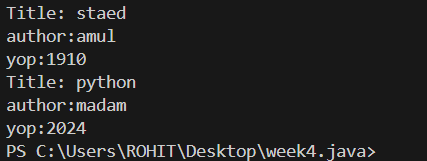 Title: staed
author:amul
yop:1910
Title: python
author:madam
yop:2024
PS C:\Users\ROHIT\Desktop\week4.java>